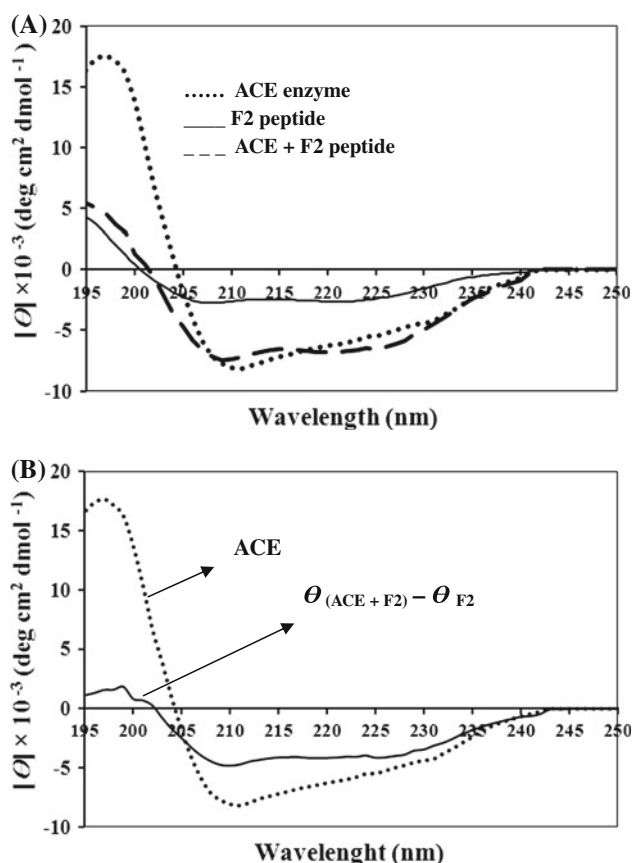 (A)
20
15
10
5
0
-5
-10
|Θ| ×10⁻³ (deg cm² dmol⁻¹)
...... ACE enzyme
___ F2 peptide
_ _ _ ACE + F2 peptide
195 200 205 210 215 220 225 230 235 240 245 250
Wavelength (nm)
(B)
20
15
10
5
0
-5
-10
|Θ| × 10⁻³ (deg cm² dmol⁻¹)
ACE
Θ (ACE + F2) − Θ F2
195 200 205 210 215 220 225 230 235 240 245 250
Wavelenght (nm)